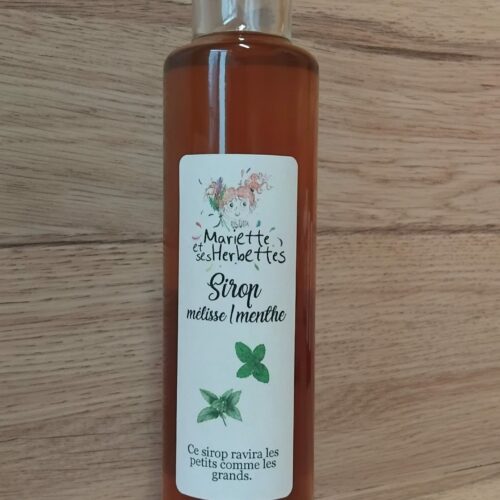 Mariette
et
ses Herbettes
Sirop
mélisse/menthe
Ce sirop ravira les
petits comme les
grands.